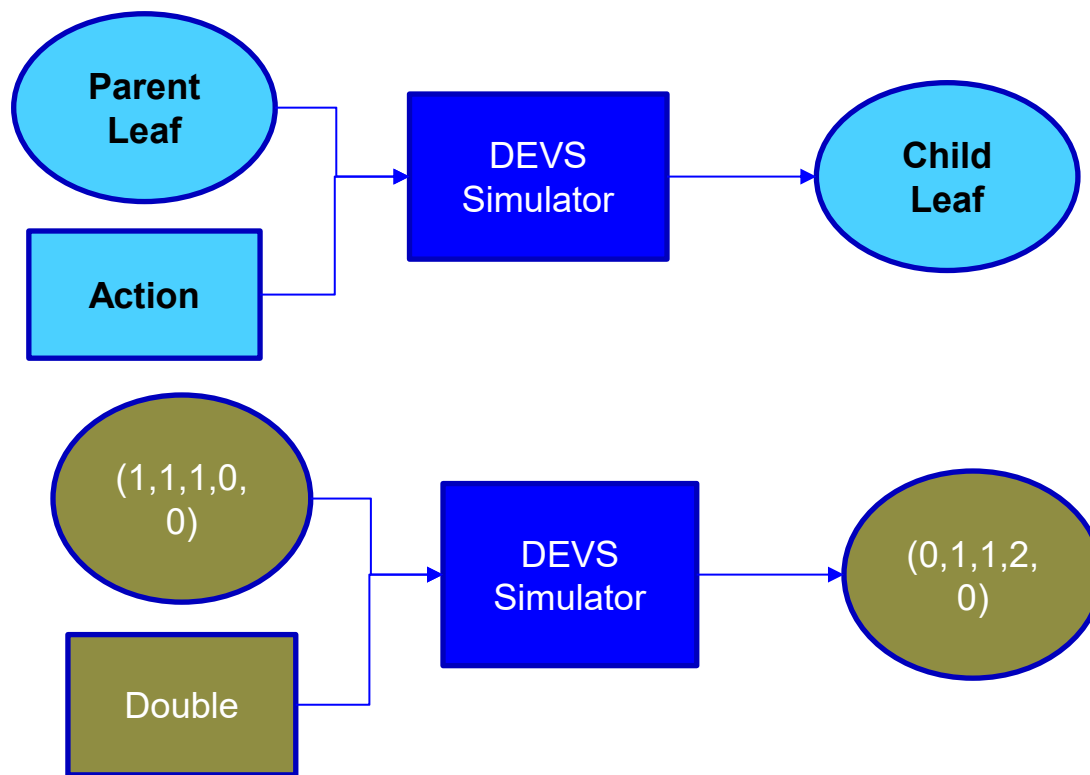 Parent
Leaf
DEVS
Simulator
Child
Leaf
Action
(1,1,1,0,
0)
DEVS
Simulator
(0,1,1,2,
0)
Double